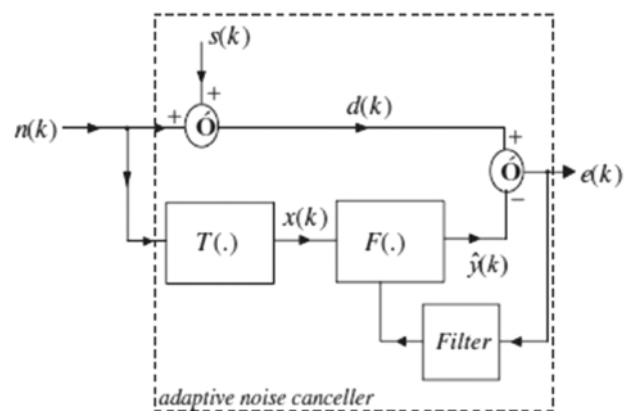 s(k)
+
n(k)
+
Ó
d(k)
+
Ó
e(k)
−
T(.)
x(k)
F(.)
ŷ(k)
Filter
adaptive noise canceller